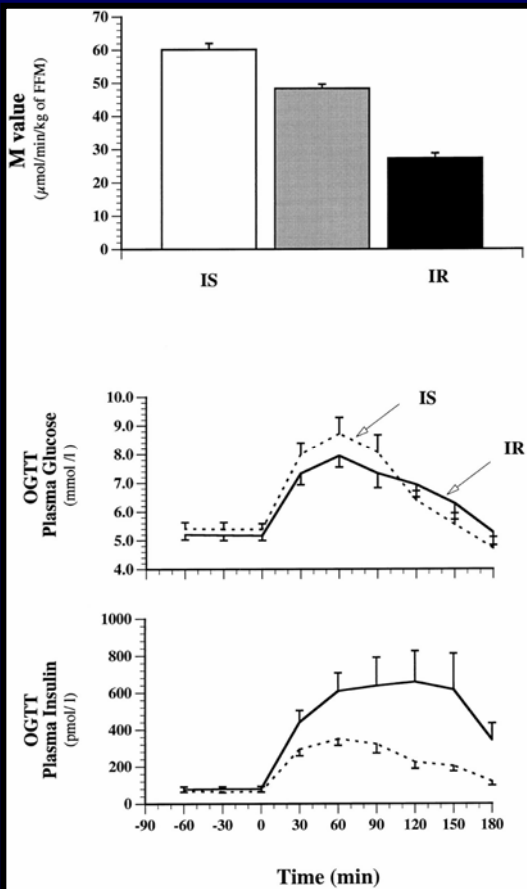 M value
(µmol/min/kg of FFM)
70
60
50
40
30
20
10
0
IS
IR
OGTT
Plasma Glucose
(mmol /l)
10.0
9.0
8.0
7.0
6.0
5.0
4.0
IS
IR
OGTT
Plasma Insulin
(pmol/ l)
1000
800
600
400
200
0
-90 -60 -30 0 30 60 90 120 150 180
Time (min)